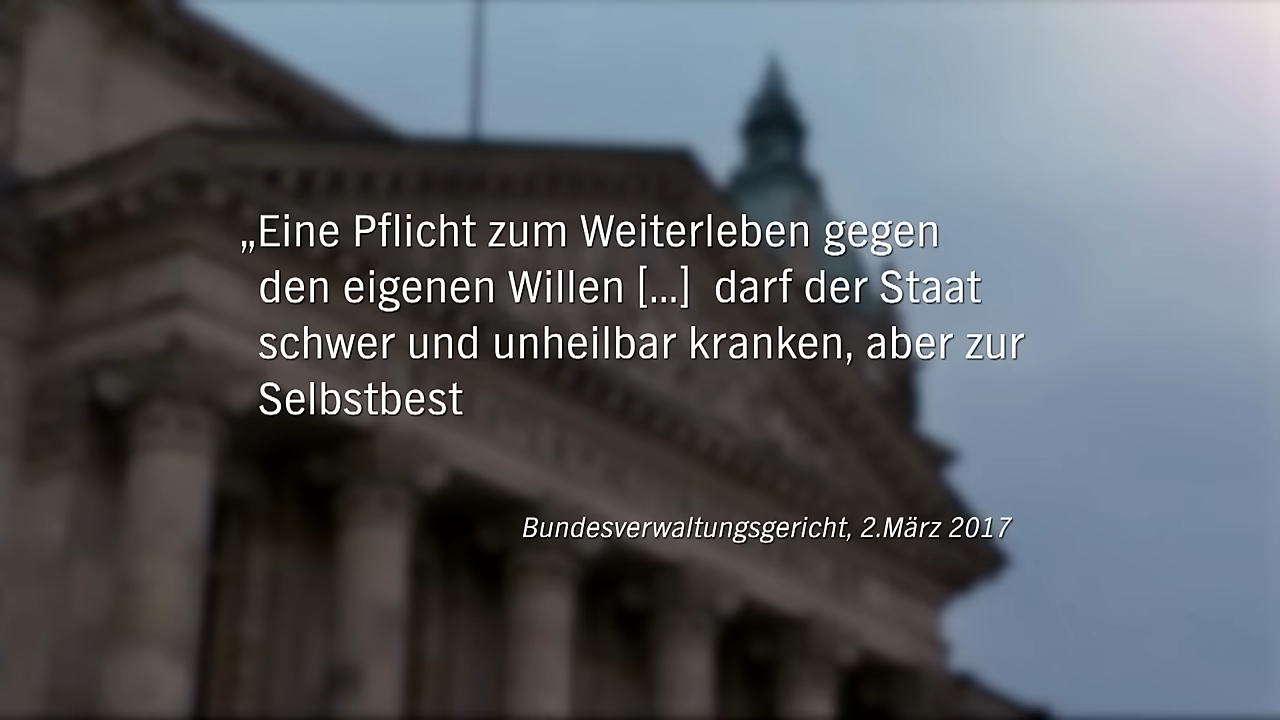 „Eine Pflicht zum Weiterleben gegen
den eigenen Willen [...] darf der Staat
schwer und unheilbar kranken, aber zur
Selbstbest
Bundesverwaltungsgericht, 2.März 2017